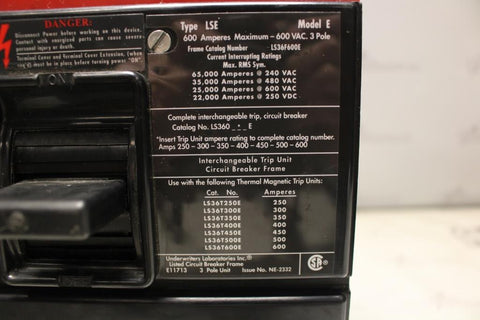 DANGER:
Disconnect Power before working on Device.
Contact with energized parts can cause severe
personal injury or death.
Terminal Cover and Terminal Cover Extension, (when
must be in place before turning power "ON"
ON
Type LSE Model E
600 Amperes Maximum – 600 VAC. 3 Pole
Frame Catalog Number LS36F600E
Current Interrupting Ratings
Max. RMS Sym.
65,000 Amperes @ 240 VAC
35,000 Amperes @ 480 VAC
25,000 Amperes @ 600 VAC
22,000 Amperes @ 250 VDC
Complete interchangeable trip, circuit breaker
Catalog No. LS360 _*_ E
*Insert Trip Unit ampere rating to complete catalog number.
Amps 250 – 300 – 350 – 400 – 450 – 500 – 600
Interchangeable Trip Unit
Circuit Breaker Frame
Use with the following Thermal Magnetic Trip Units:
Cat. No. Amperes
LS36T250E 250
LS36T300E 300
LS36T350E 350
LS36T400E 400
LS36T450E 450
LS36T500E 500
LS36T600E 600
Underwriters Laboratories Inc.®
Listed Circuit Breaker Frame
E11713 3 Pole Unit Issue No. NE-2332
SA